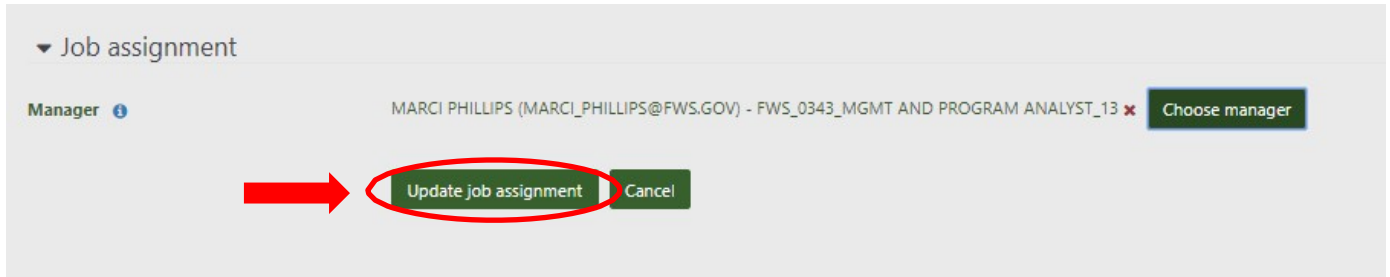 Job assignment
Manager MARCI PHILLIPS (MARCI_PHILLIPS@FWS.GOV) - FWS_0343_MGMT AND PROGRAM ANALYST_13 Choose manager
Update job assignment Cancel